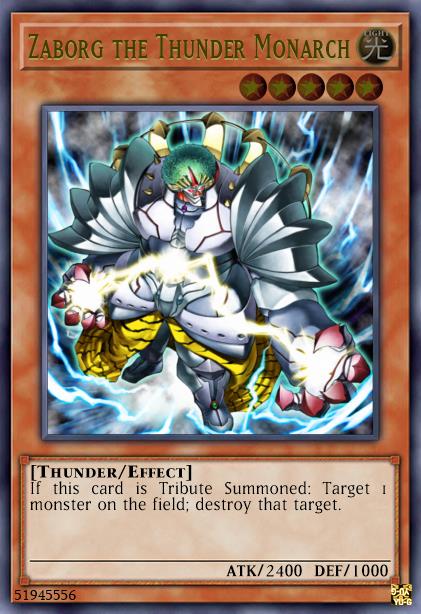 Zaborg the Thunder Monarch
LIGHT
光
[Thunder/Effect]
If this card is Tribute Summoned: Target 1
monster on the field; destroy that target.
ATK/2400 DEF/1000
51945556